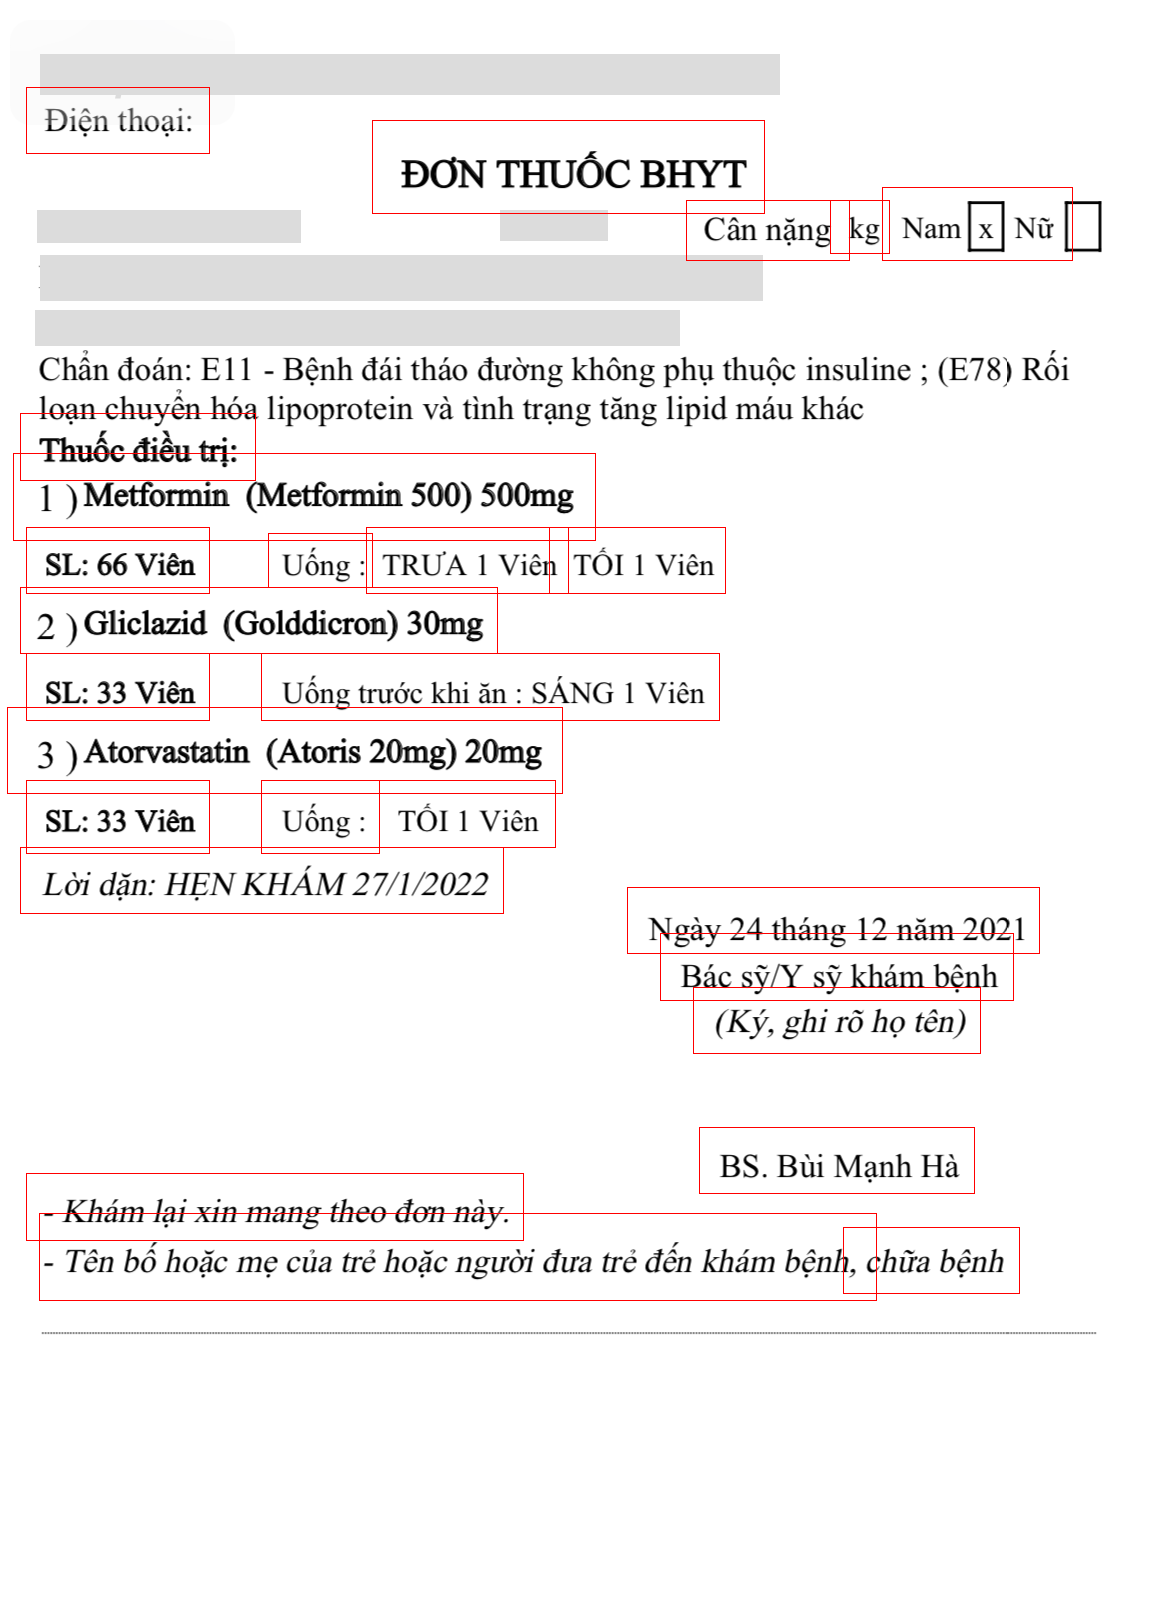 Điện thoại:
ĐƠN THUỐC BHYT
Cân nặng kg Nam x Nữ
Chẩn đoán: E11 - Bệnh đái tháo đường không phụ thuộc insuline ; (E78) Rối
loạn chuyển hóa lipoprotein và tình trạng tăng lipid máu khác
Thuốc điều trị:
1 ) Metformin (Metformin 500) 500mg
SL: 66 Viên Uống : TRƯA 1 Viên TỐI 1 Viên
2 ) Gliclazid (Golddicron) 30mg
SL: 33 Viên Uống trước khi ăn : SÁNG 1 Viên
3 ) Atorvastatin (Atoris 20mg) 20mg
SL: 33 Viên Uống : TỐI 1 Viên
Lời dặn: HẸN KHÁM 27/1/2022
Ngày 24 tháng 12 năm 2021
Bác sỹ/Y sỹ khám bệnh
(Ký, ghi rõ họ tên)
BS. Bùi Mạnh Hà
- Khám lại xin mang theo đơn này.
- Tên bố hoặc mẹ của trẻ hoặc người đưa trẻ đến khám bệnh, chữa bệnh